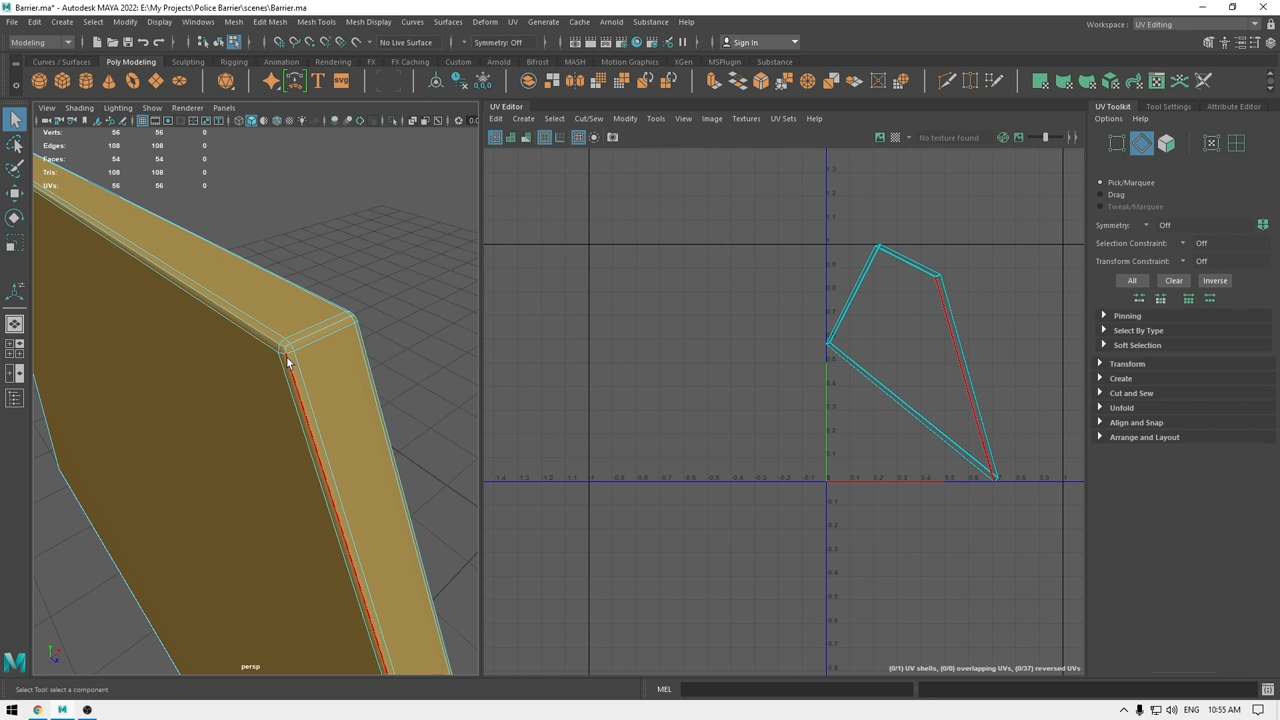 Barrier.ma* - Autodesk MAYA 2022: E:\My Projects\Police Barrier\scenes\Barrier.ma
File Edit Create Select Modify Display Windows Mesh Edit Mesh Mesh Tools Mesh Display Curves Surfaces Deform UV Generate Cache Arnold Substance Help
Workspace : UV Editing
Modeling No Live Surface Symmetry: Off Sign In
Curves / Surfaces Poly Modeling Sculpting Rigging Animation Rendering FX FX Caching Custom Arnold Bifrost MASH Motion Graphics XGen MSPlugin Substance
SVG 0,0,0
View Shading Lighting Show Renderer Panels
Verts: 56 56 0
Edges: 108 108 0
Faces: 54 54 0
Tris: 108 108 0
UVs: 56 56 0
persp
UV Editor
Edit Create Select Cut/Sew Modify Tools View Image Textures UV Sets Help
No texture found
(0/1) UV shells, (0/0) overlapping UVs, (0/37) reversed UVs
UV Toolkit Tool Settings Attribute Editor
Options Help
Pick/Marquee
Drag
Tweak/Marquee
Symmetry: Off
Selection Constraint: Off
Transform Constraint: Off
All Clear Inverse
Pinning
Select By Type
Soft Selection
Transform
Create
Cut and Sew
Unfold
Align and Snap
Arrange and Layout
Select Tool: select a component
MEL
ENG 10:55 AM